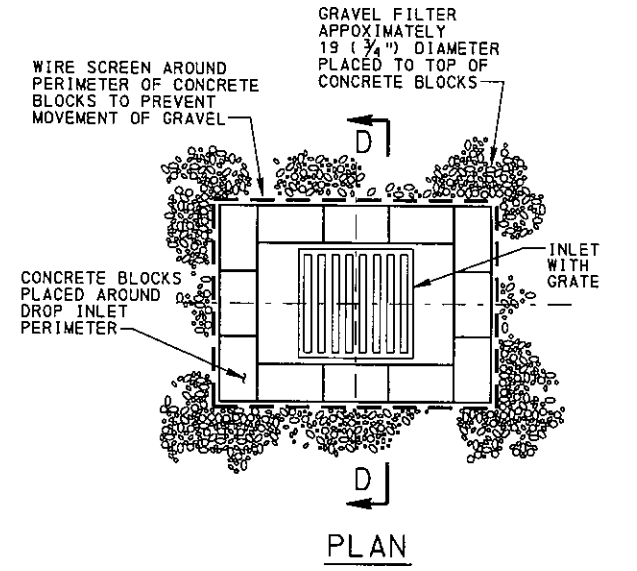 GRAVEL FILTER
APPOXIMATELY
19 (3/4") DIAMETER
PLACED TO TOP OF
CONCRETE BLOCKS
WIRE SCREEN AROUND
PERIMETER OF CONCRETE
BLOCKS TO PREVENT
MOVEMENT OF GRAVEL
D
INLET
WITH
GRATE
CONCRETE BLOCKS
PLACED AROUND
DROP INLET
PERIMETER
D
PLAN